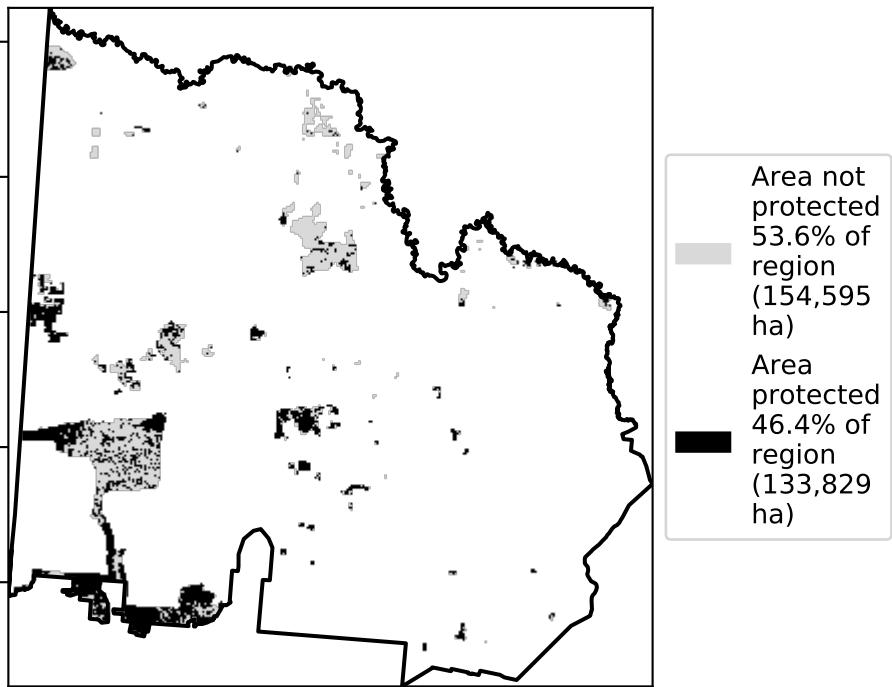 Area not
protected
53.6% of
region
(154,595
ha)
Area
protected
46.4% of
region
(133,829
ha)